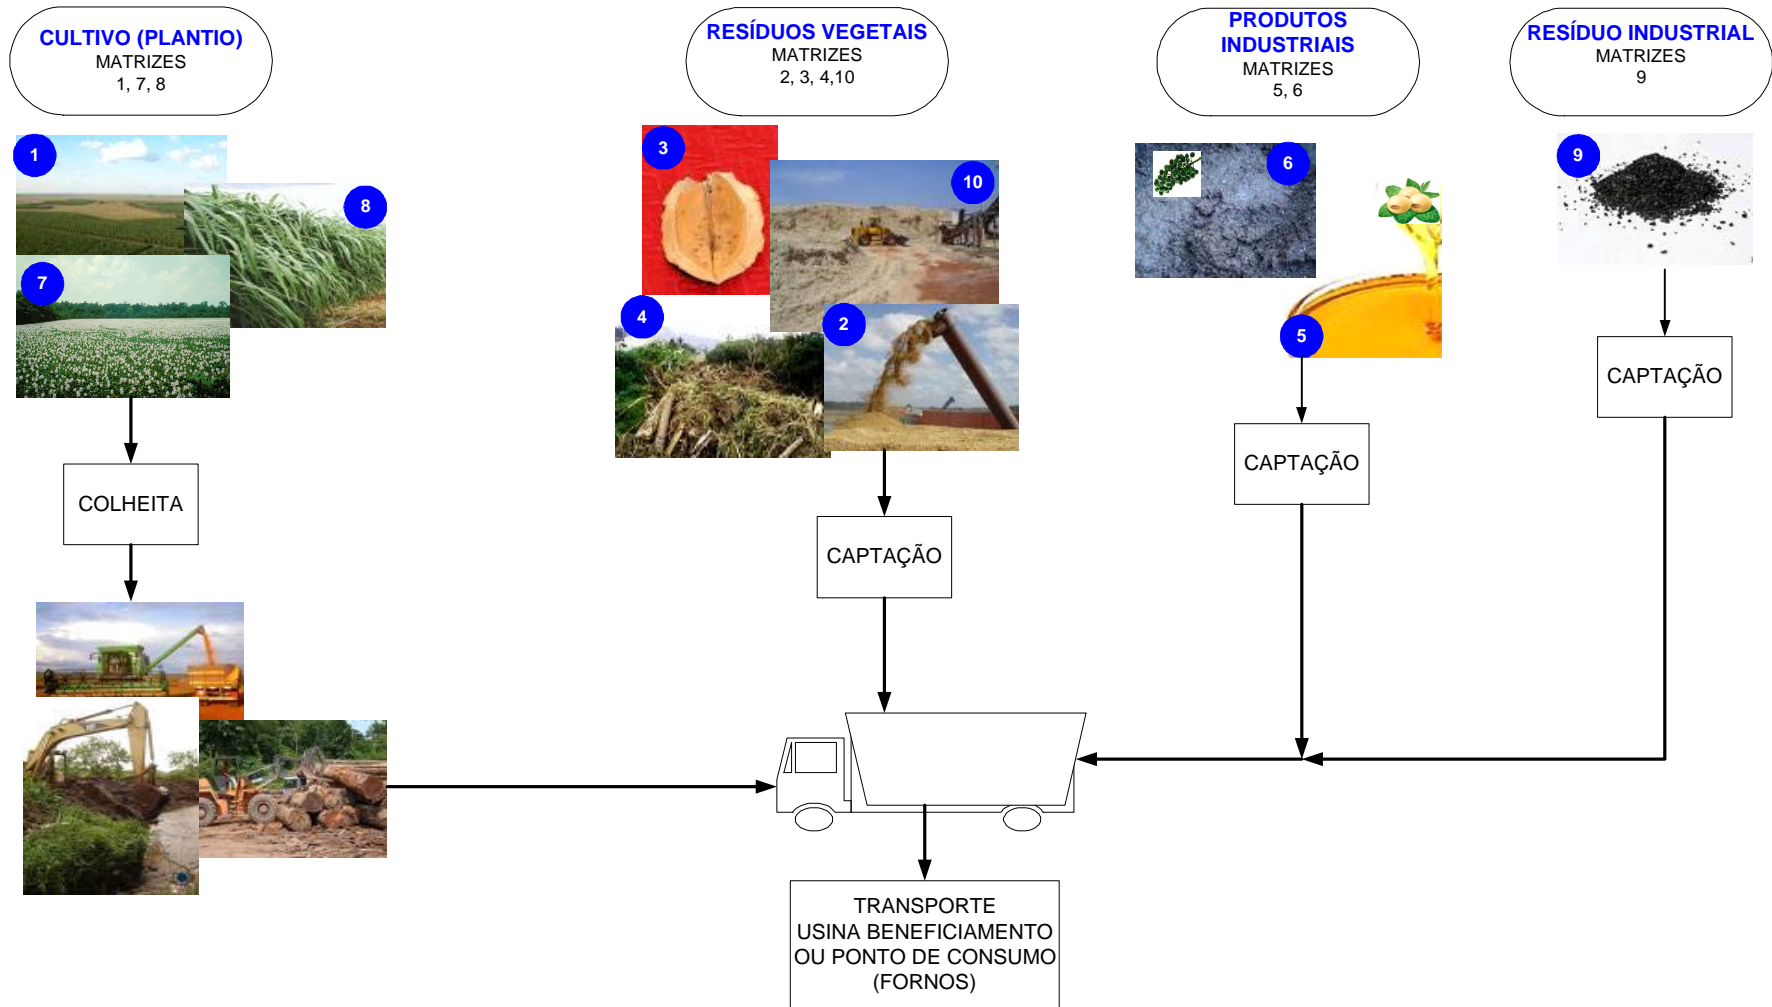 CULTIVO (PLANTIO)
MATRIZES
1, 7, 8
RESÍDUOS VEGETAIS
MATRIZES
2, 3, 4,10
PRODUTOS
INDUSTRIAIS
MATRIZES
5, 6
RESÍDUO INDUSTRIAL
MATRIZES
9
1
8
7
3
10
4
2
6
5
9
COLHEITA
CAPTAÇÃO
CAPTAÇÃO
CAPTAÇÃO
TRANSPORTE
USINA BENEFICIAMENTO
OU PONTO DE CONSUMO
(FORNOS)